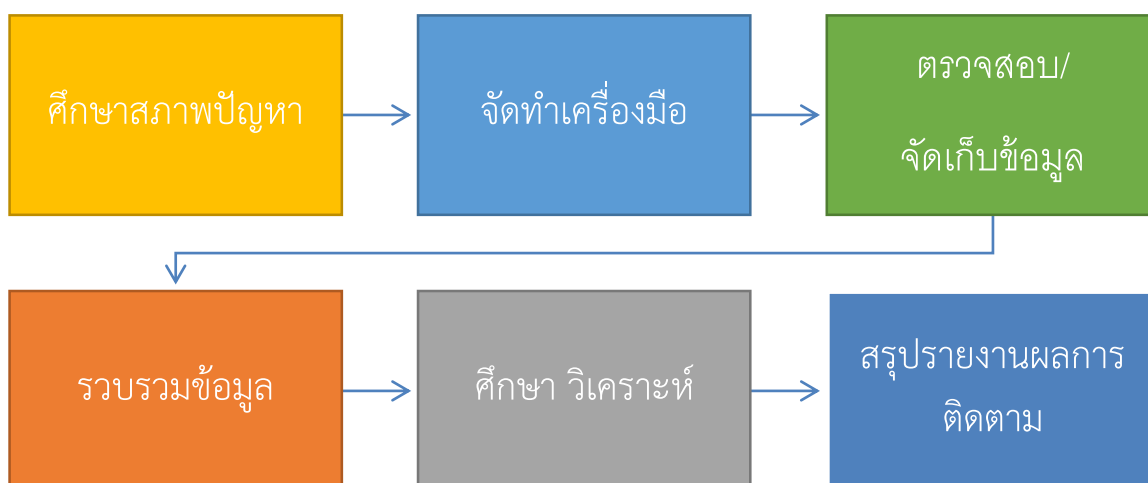 ศึกษาสภาพปัญหา
จัดทำเครื่องมือ
ตรวจสอบ/
จัดเก็บข้อมูล
รวบรวมข้อมูล
ศึกษา วิเคราะห์
สรุปรายงานผลการ
ติดตาม